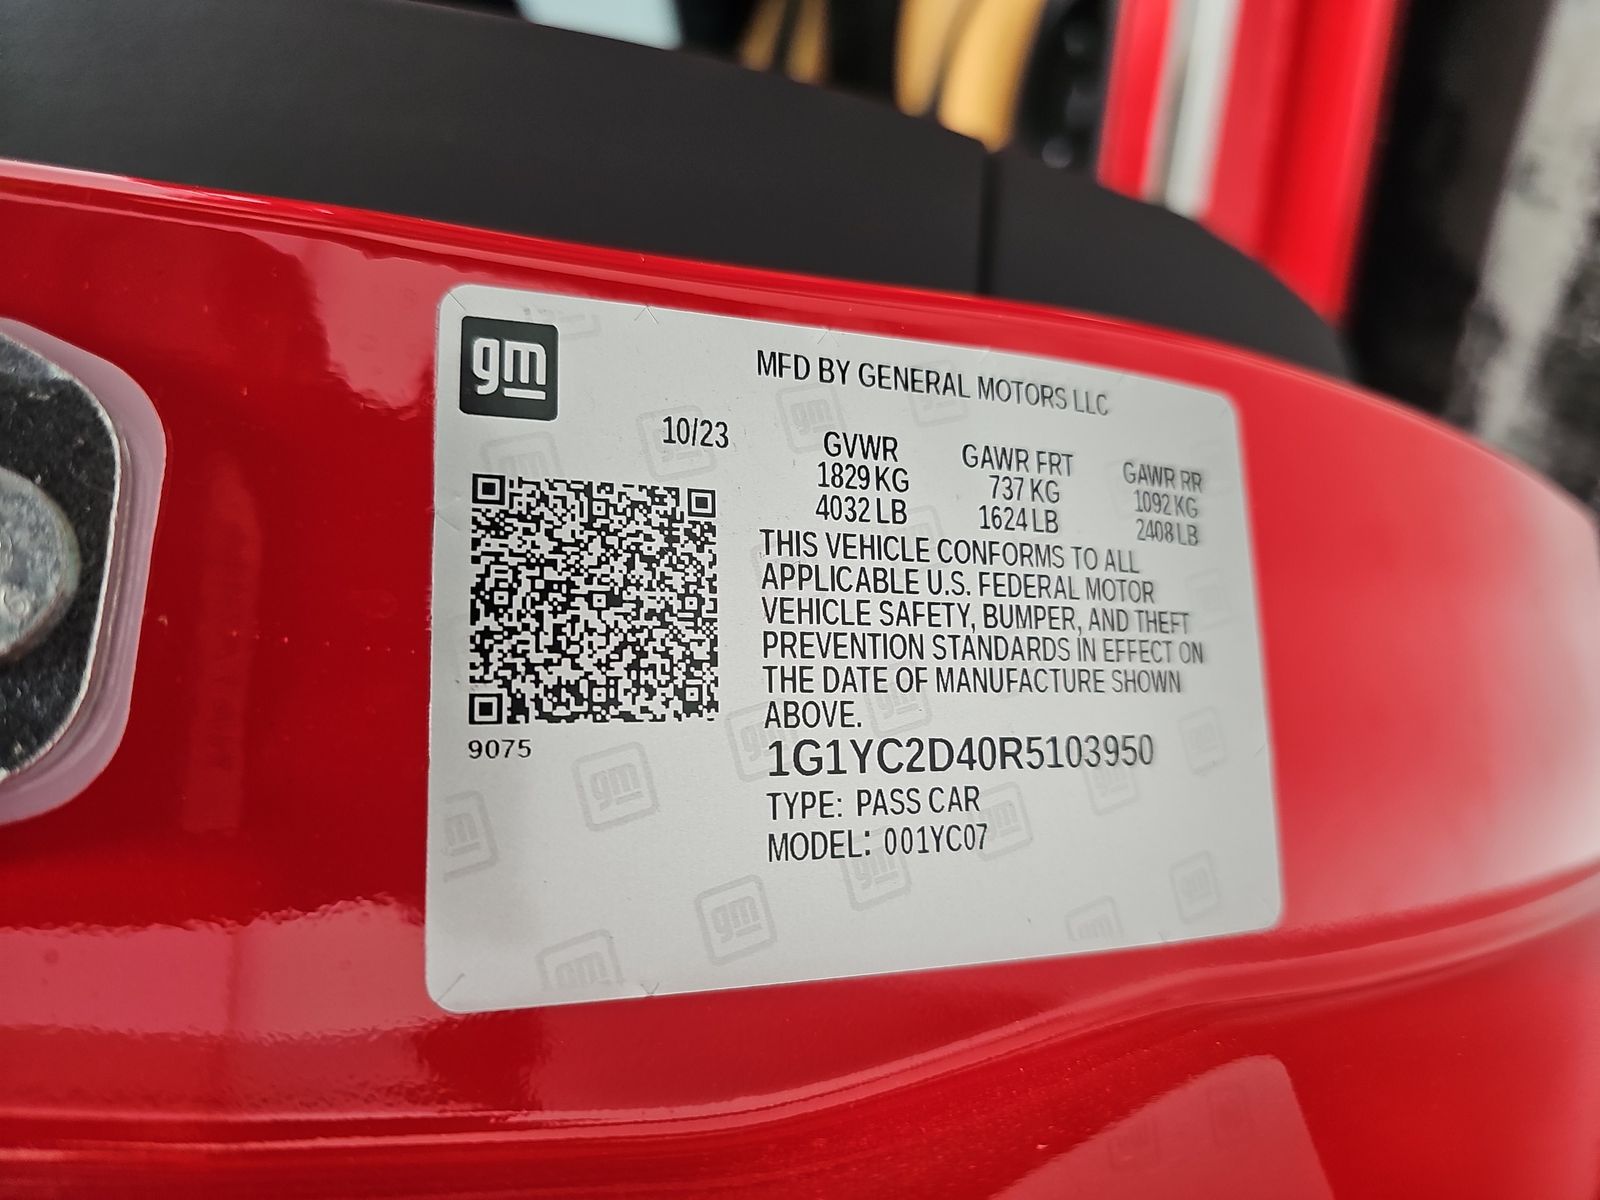 gm
MFD BY GENERAL MOTORS LLC
10/23
GVWR GAWR FRT GAWR RR
1829 KG 737 KG 1092 KG
4032 LB 1624 LB 2408 LB
THIS VEHICLE CONFORMS TO ALL
APPLICABLE U.S. FEDERAL MOTOR
VEHICLE SAFETY, BUMPER, AND THEFT
PREVENTION STANDARDS IN EFFECT ON
THE DATE OF MANUFACTURE SHOWN
ABOVE.
9075
1G1YC2D40R5103950
TYPE: PASS CAR
MODEL: 001YC07